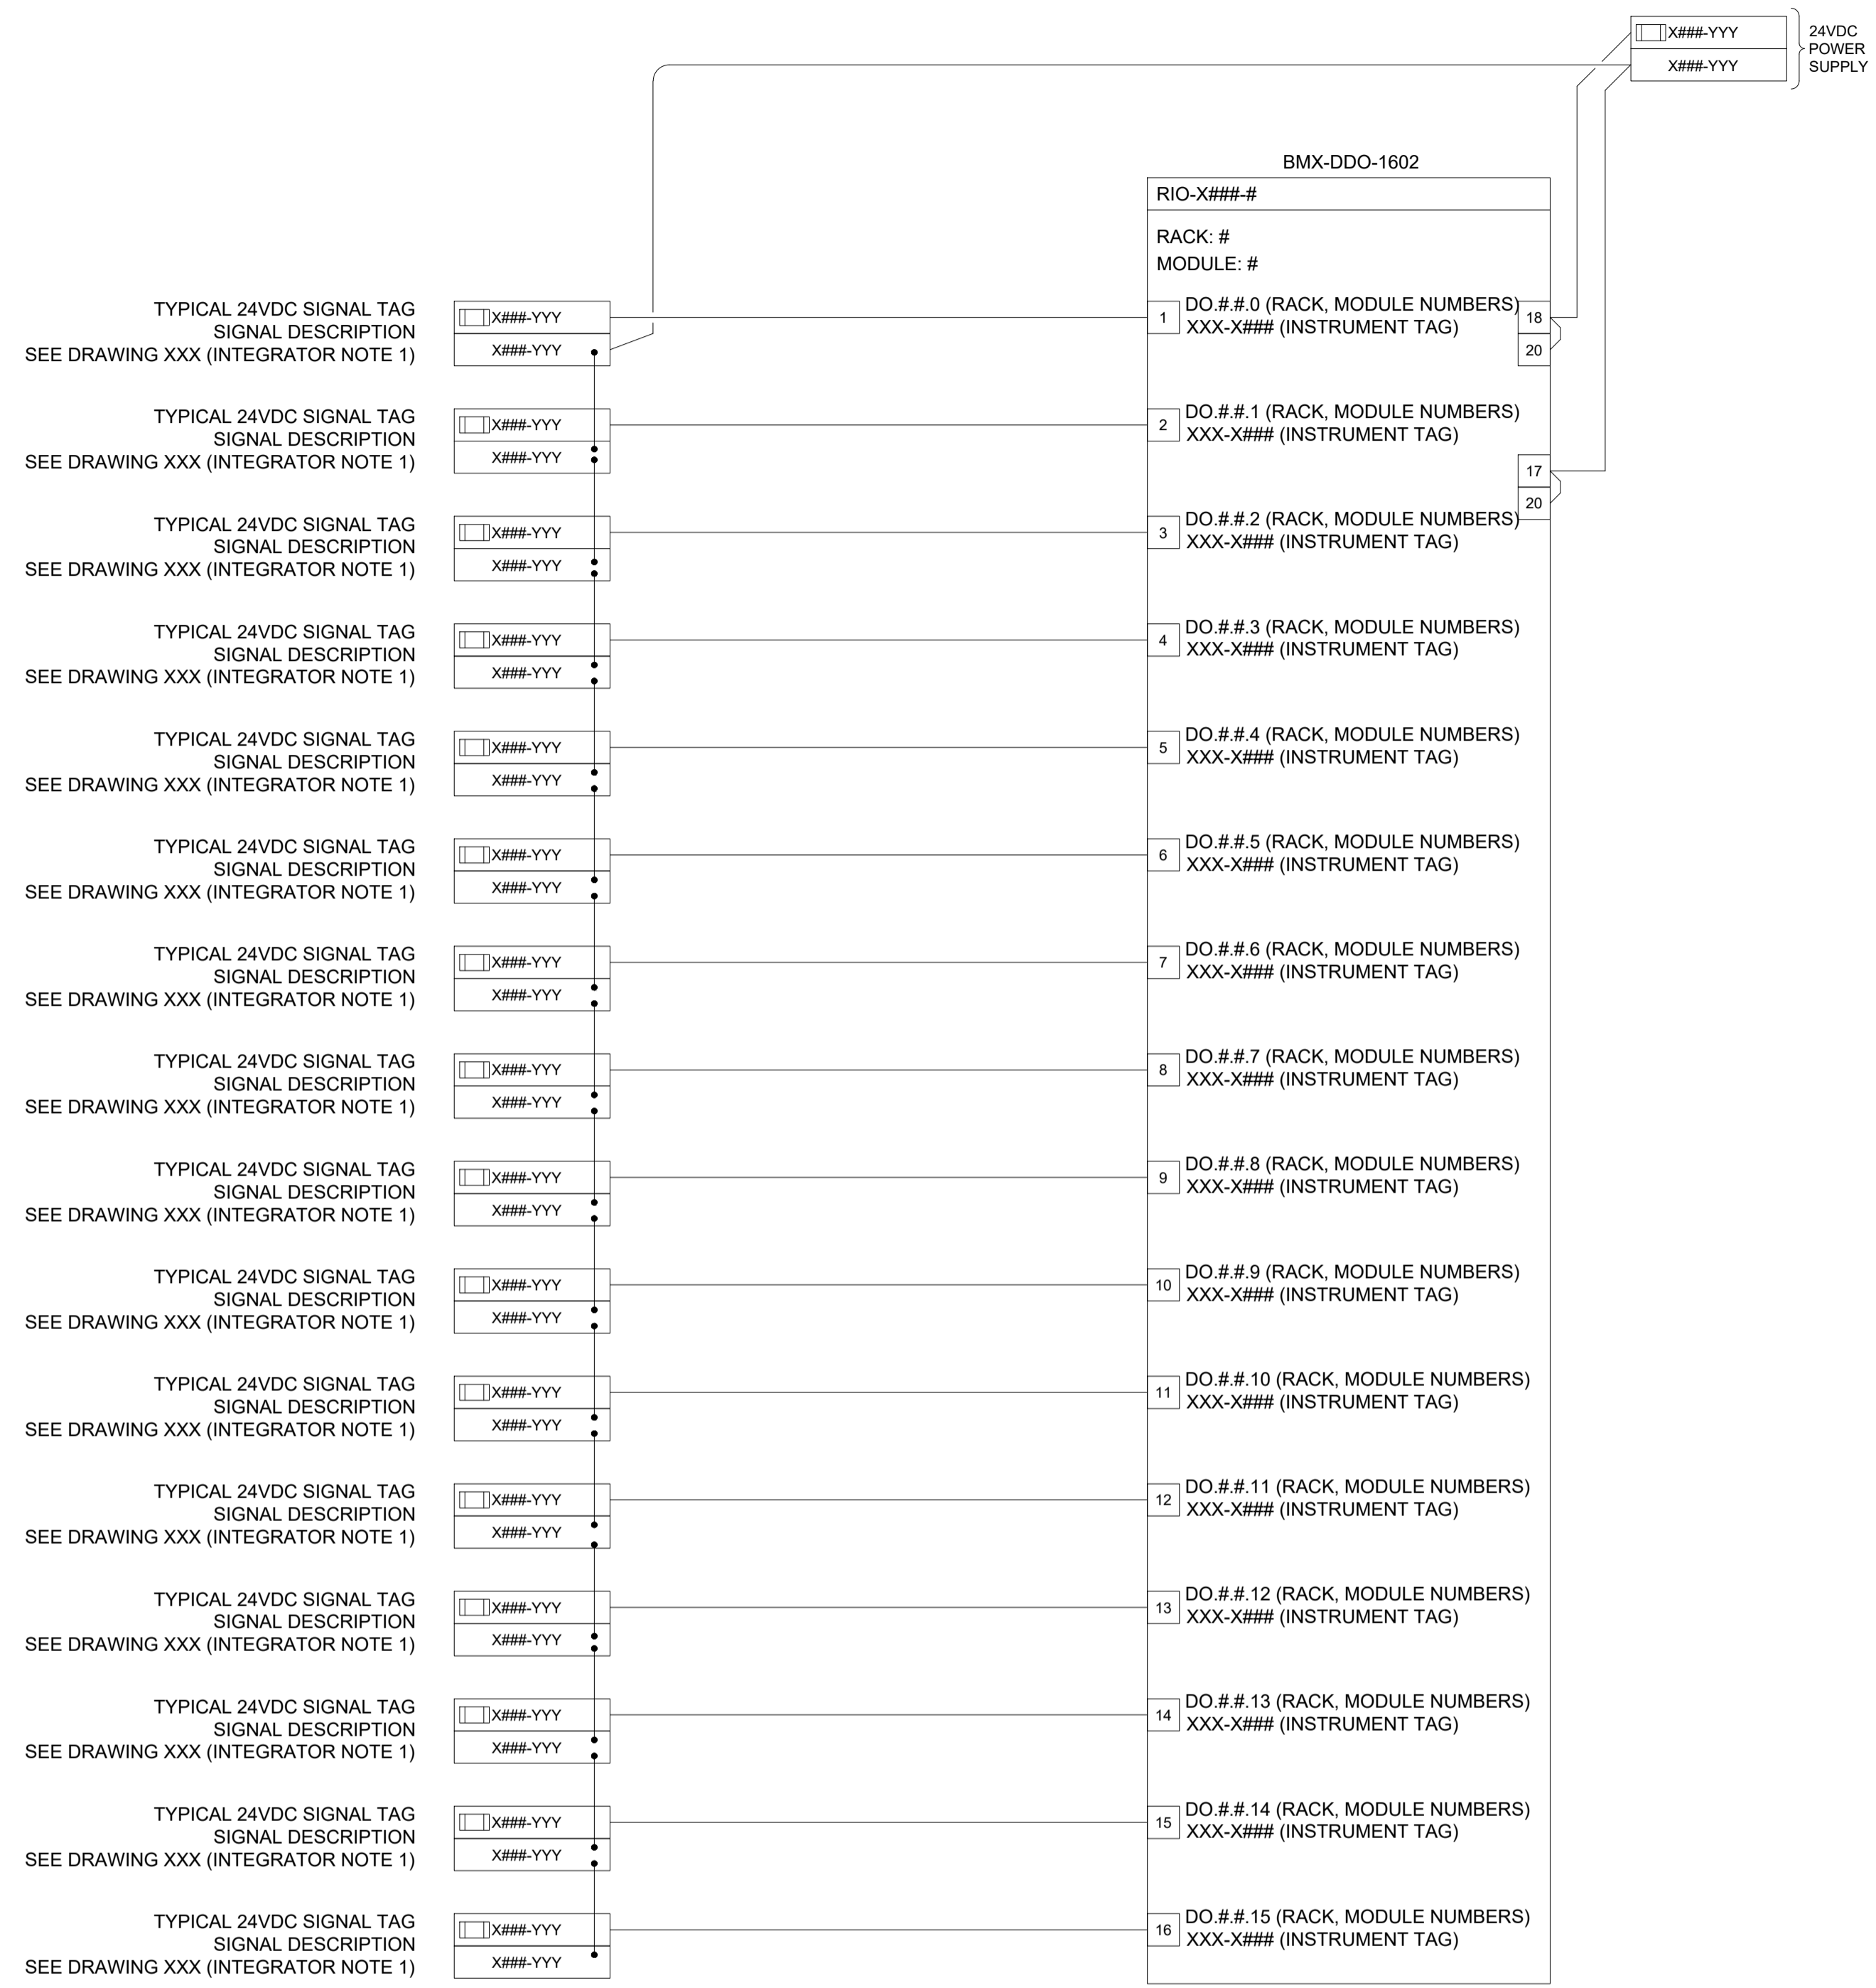 X###-YYY
X###-YYY
24VDC
POWER
SUPPLY
BMX-DDO-1602
RIO-X###-#
RACK: #
MODULE: #
TYPICAL 24VDC SIGNAL TAG
SIGNAL DESCRIPTION
SEE DRAWING XXX (INTEGRATOR NOTE 1)
X###-YYY
X###-YYY
1
DO.#.#.0 (RACK, MODULE NUMBERS)
XXX-X### (INSTRUMENT TAG)
18
20
TYPICAL 24VDC SIGNAL TAG
SIGNAL DESCRIPTION
SEE DRAWING XXX (INTEGRATOR NOTE 1)
X###-YYY
X###-YYY
2
DO.#.#.1 (RACK, MODULE NUMBERS)
XXX-X### (INSTRUMENT TAG)
17
20
TYPICAL 24VDC SIGNAL TAG
SIGNAL DESCRIPTION
SEE DRAWING XXX (INTEGRATOR NOTE 1)
X###-YYY
X###-YYY
3
DO.#.#.2 (RACK, MODULE NUMBERS)
XXX-X### (INSTRUMENT TAG)
TYPICAL 24VDC SIGNAL TAG
SIGNAL DESCRIPTION
SEE DRAWING XXX (INTEGRATOR NOTE 1)
X###-YYY
X###-YYY
4
DO.#.#.3 (RACK, MODULE NUMBERS)
XXX-X### (INSTRUMENT TAG)
TYPICAL 24VDC SIGNAL TAG
SIGNAL DESCRIPTION
SEE DRAWING XXX (INTEGRATOR NOTE 1)
X###-YYY
X###-YYY
5
DO.#.#.4 (RACK, MODULE NUMBERS)
XXX-X### (INSTRUMENT TAG)
TYPICAL 24VDC SIGNAL TAG
SIGNAL DESCRIPTION
SEE DRAWING XXX (INTEGRATOR NOTE 1)
X###-YYY
X###-YYY
6
DO.#.#.5 (RACK, MODULE NUMBERS)
XXX-X### (INSTRUMENT TAG)
TYPICAL 24VDC SIGNAL TAG
SIGNAL DESCRIPTION
SEE DRAWING XXX (INTEGRATOR NOTE 1)
X###-YYY
X###-YYY
7
DO.#.#.6 (RACK, MODULE NUMBERS)
XXX-X### (INSTRUMENT TAG)
TYPICAL 24VDC SIGNAL TAG
SIGNAL DESCRIPTION
SEE DRAWING XXX (INTEGRATOR NOTE 1)
X###-YYY
X###-YYY
8
DO.#.#.7 (RACK, MODULE NUMBERS)
XXX-X### (INSTRUMENT TAG)
TYPICAL 24VDC SIGNAL TAG
SIGNAL DESCRIPTION
SEE DRAWING XXX (INTEGRATOR NOTE 1)
X###-YYY
X###-YYY
9
DO.#.#.8 (RACK, MODULE NUMBERS)
XXX-X### (INSTRUMENT TAG)
TYPICAL 24VDC SIGNAL TAG
SIGNAL DESCRIPTION
SEE DRAWING XXX (INTEGRATOR NOTE 1)
X###-YYY
X###-YYY
10
DO.#.#.9 (RACK, MODULE NUMBERS)
XXX-X### (INSTRUMENT TAG)
TYPICAL 24VDC SIGNAL TAG
SIGNAL DESCRIPTION
SEE DRAWING XXX (INTEGRATOR NOTE 1)
X###-YYY
X###-YYY
11
DO.#.#.10 (RACK, MODULE NUMBERS)
XXX-X### (INSTRUMENT TAG)
TYPICAL 24VDC SIGNAL TAG
SIGNAL DESCRIPTION
SEE DRAWING XXX (INTEGRATOR NOTE 1)
X###-YYY
X###-YYY
12
DO.#.#.11 (RACK, MODULE NUMBERS)
XXX-X### (INSTRUMENT TAG)
TYPICAL 24VDC SIGNAL TAG
SIGNAL DESCRIPTION
SEE DRAWING XXX (INTEGRATOR NOTE 1)
X###-YYY
X###-YYY
13
DO.#.#.12 (RACK, MODULE NUMBERS)
XXX-X### (INSTRUMENT TAG)
TYPICAL 24VDC SIGNAL TAG
SIGNAL DESCRIPTION
SEE DRAWING XXX (INTEGRATOR NOTE 1)
X###-YYY
X###-YYY
14
DO.#.#.13 (RACK, MODULE NUMBERS)
XXX-X### (INSTRUMENT TAG)
TYPICAL 24VDC SIGNAL TAG
SIGNAL DESCRIPTION
SEE DRAWING XXX (INTEGRATOR NOTE 1)
X###-YYY
X###-YYY
15
DO.#.#.14 (RACK, MODULE NUMBERS)
XXX-X### (INSTRUMENT TAG)
TYPICAL 24VDC SIGNAL TAG
SIGNAL DESCRIPTION
SEE DRAWING XXX (INTEGRATOR NOTE 1)
X###-YYY
X###-YYY
16
DO.#.#.15 (RACK, MODULE NUMBERS)
XXX-X### (INSTRUMENT TAG)